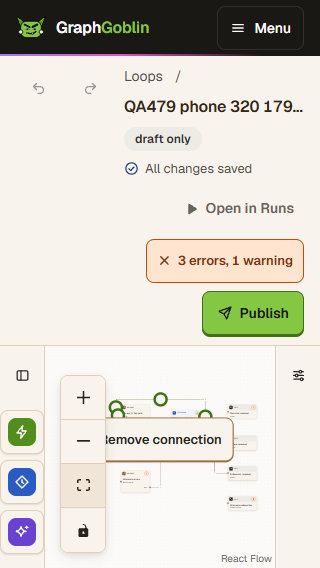 GraphGoblin
Menu
Loops /
QA479 phone 320 179...
draft only
All changes saved
Open in Runs
3 errors, 1 warning
Publish
Remove connection
React Flow